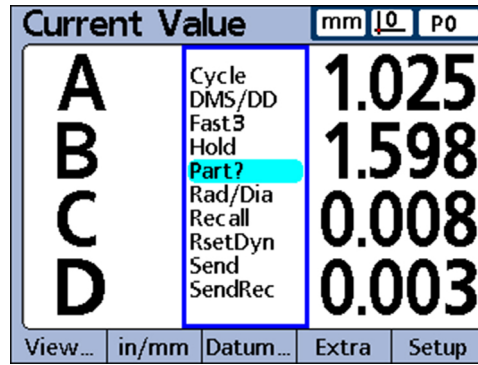 Current Value mm 0 P0
A 1.025
B 1.598
C 0.008
D 0.003
Cycle
DMS/DD
Fast3
Hold
Part?
Rad/Dia
Recall
RsetDyn
Send
SendRec
View... in/mm Datum... Extra Setup